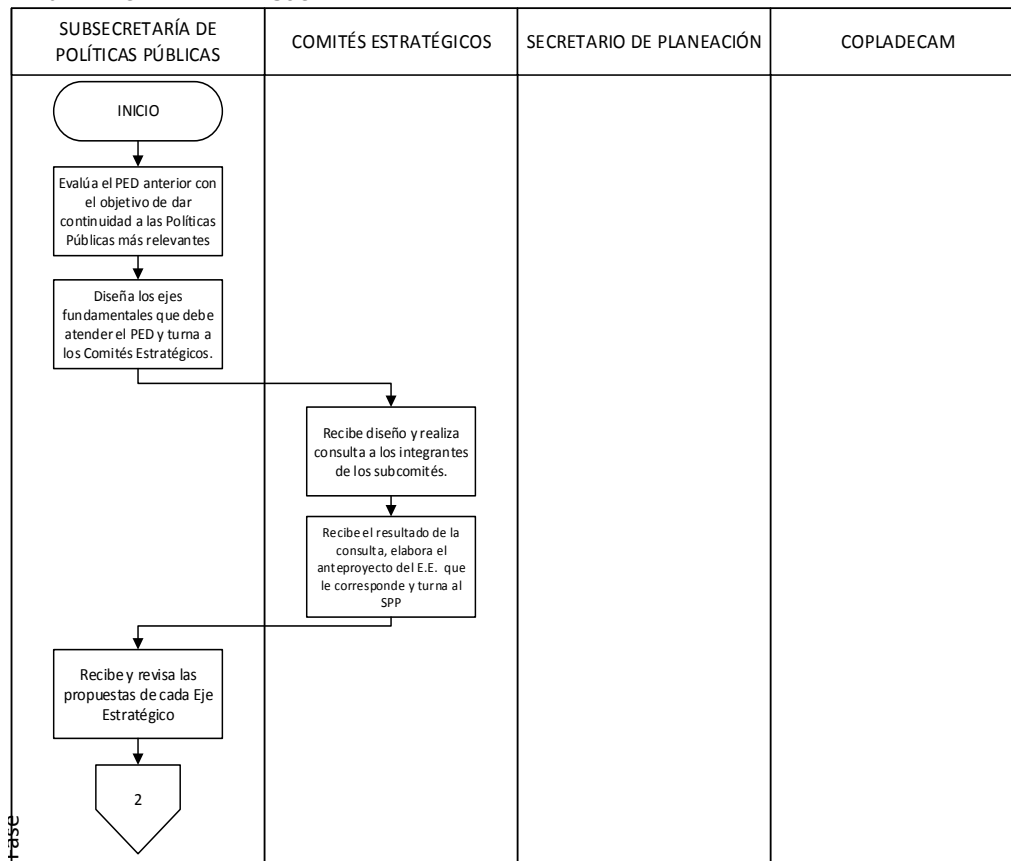 SUBSECRETARÍA DE
POLÍTICAS PÚBLICAS
COMITÉS ESTRATÉGICOS
SECRETARIO DE PLANEACIÓN
COPLADECAM
INICIO
Evalúa el PED anterior con
el objetivo de dar
continuidad a las Políticas
Públicas más relevantes
Diseña los ejes
fundamentales que debe
atender el PED y turna a
los Comités Estratégicos.
Recibe diseño y realiza
consulta a los integrantes
de los subcomités.
Recibe el resultado de la
consulta, elabora el
anteproyecto del E.E. que
le corresponde y turna al
SPP
Recibe y revisa las
propuestas de cada Eje
Estratégico
2
Fase